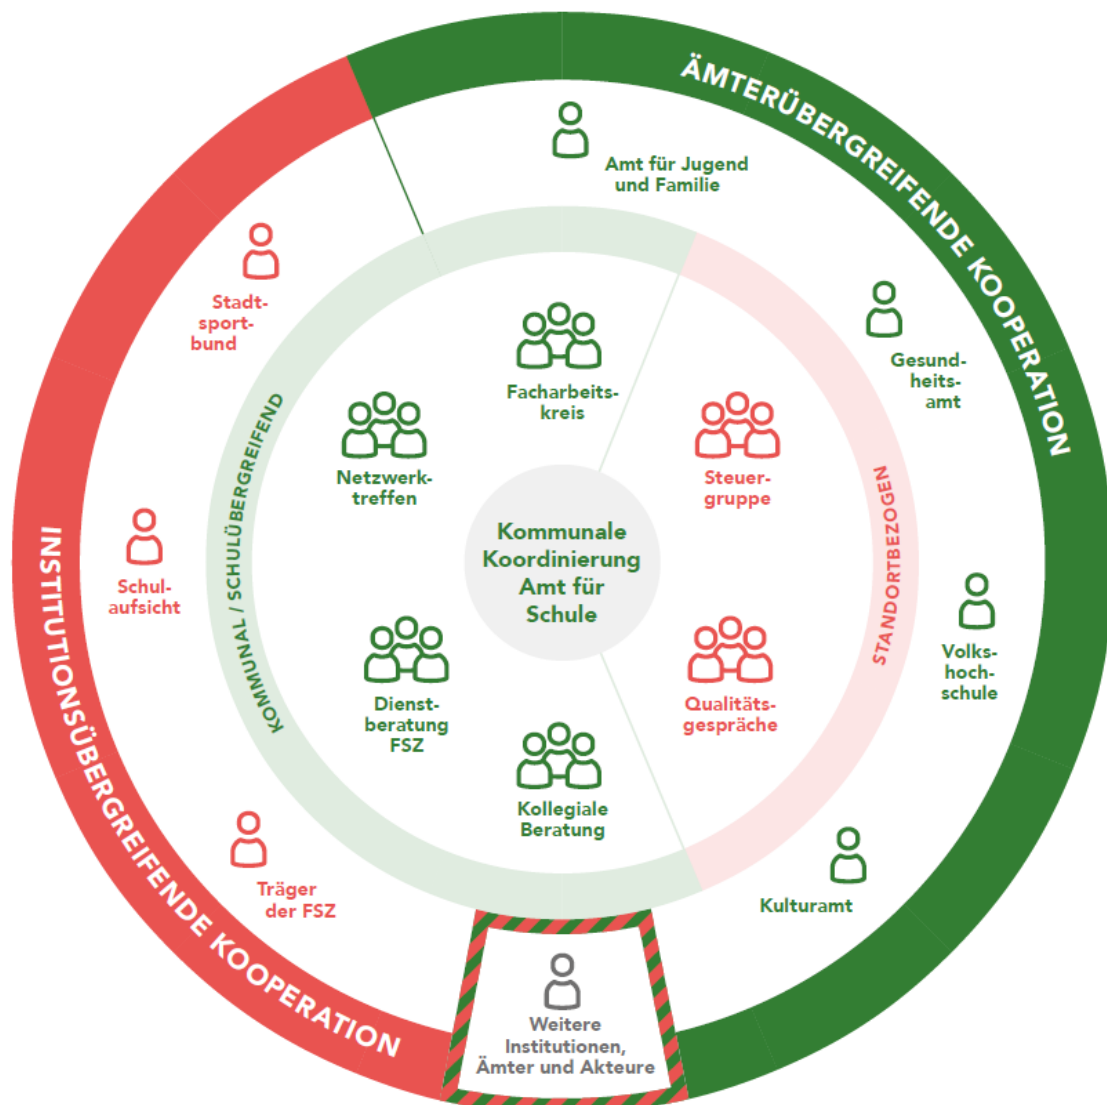 ÄMTERÜBERGREIFENDE KOOPERATION
Amt für Jugend
und Familie
Stadt-
sport-
bund
Gesund-
heits-
amt
Facharbeits-
kreis
Netzwerk-
treffen
Steuer-
gruppe
KOMMUNAL / SCHULÜBERGREIFEND
STANDORTBEZOGEN
Kommunale
Koordinierung
Amt für
Schule
Schul-
aufsicht
Volks-
hoch-
schule
Dienst-
beratung
FSZ
Qualitäts-
gespräche
Kollegiale
Beratung
INSTITUTIONSÜBERGREIFENDE KOOPERATION
Träger
der FSZ
Kulturamt
Weitere
Institutionen,
Ämter und Akteure